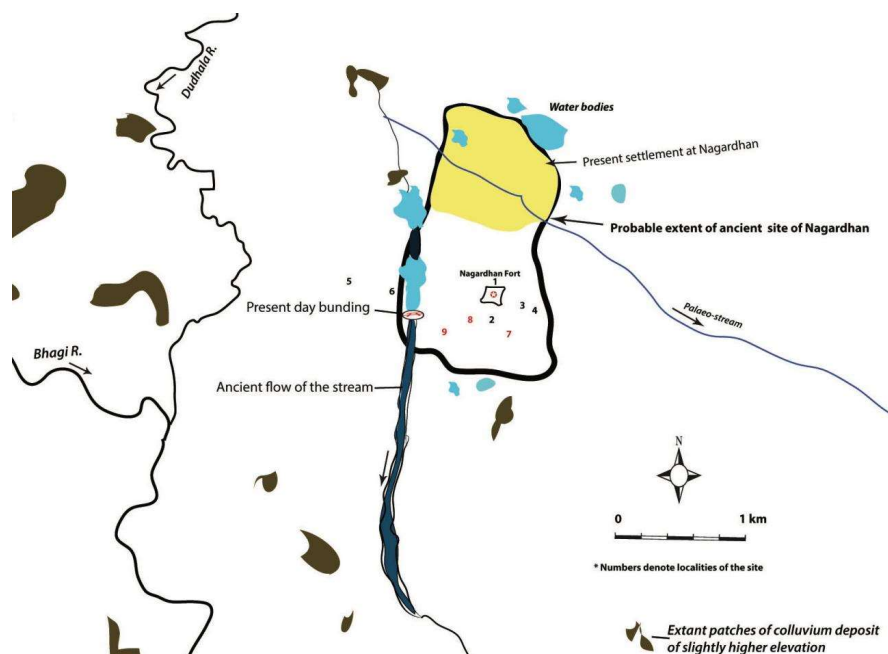 Dudhala R.
Water bodies
Present settlement at Nagardhan
Probable extent of ancient site of Nagardhan
Nagardhan Fort
1
5
6
3
4
Present day bunding
8
2
9
7
Palaeo-stream
Bhagi R.
Ancient flow of the stream
N
0 1 km
* Numbers denote localities of the site
Extant patches of colluvium deposit
of slightly higher elevation